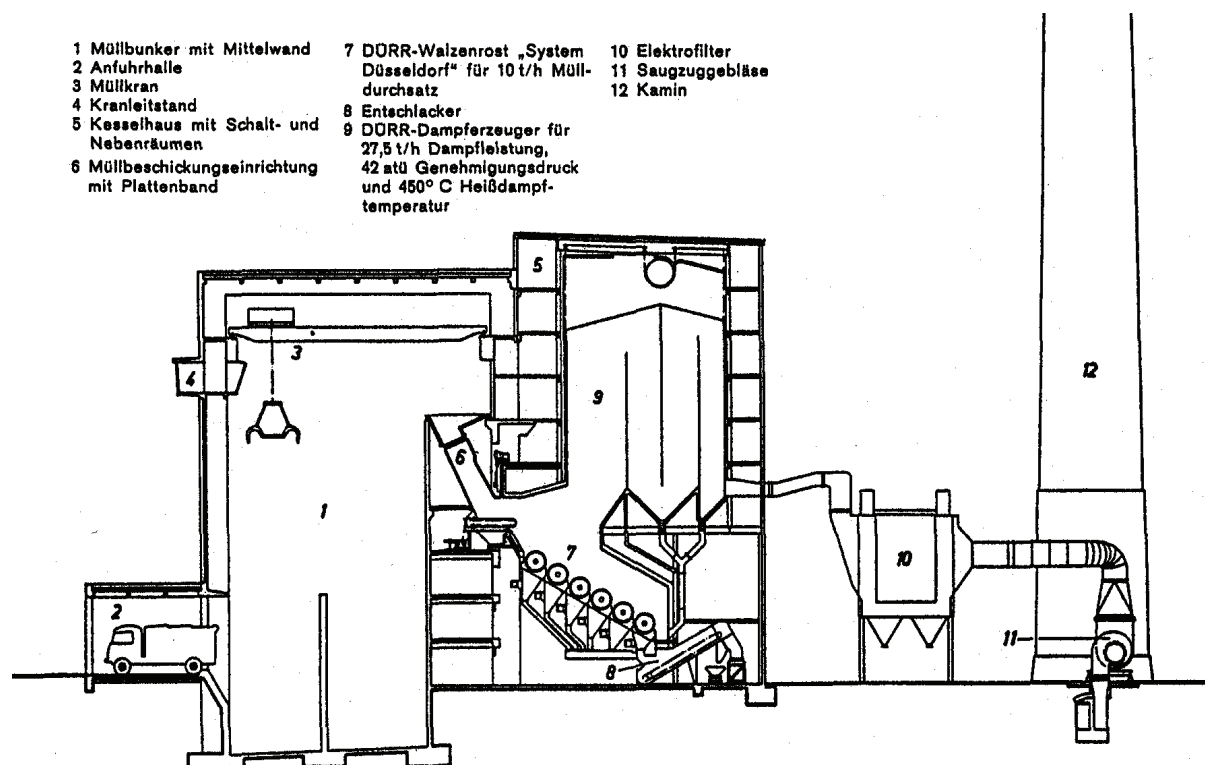 1 Müllbunker mit Mittelwand
2 Anfuhrhalle
3 Müllkran
4 Kranleitstand
5 Kesselhaus mit Schalt- und
Nebenräumen
6 Müllbeschickungseinrichtung
mit Plattenband
7 DÜRR-Walzenrost „System
Düsseldorf“ für 10 t/h Müll-
durchsatz
8 Entschlacker
9 DÜRR-Dampferzeuger für
27,5 t/h Dampfleistung,
42 atü Genehmigungsdruck
und 450° C Heißdampf-
temperatur
10 Elektrofilter
11 Saugzuggebläse
12 Kamin
5
3
4
12
9
6
1
7
10
2
11
8